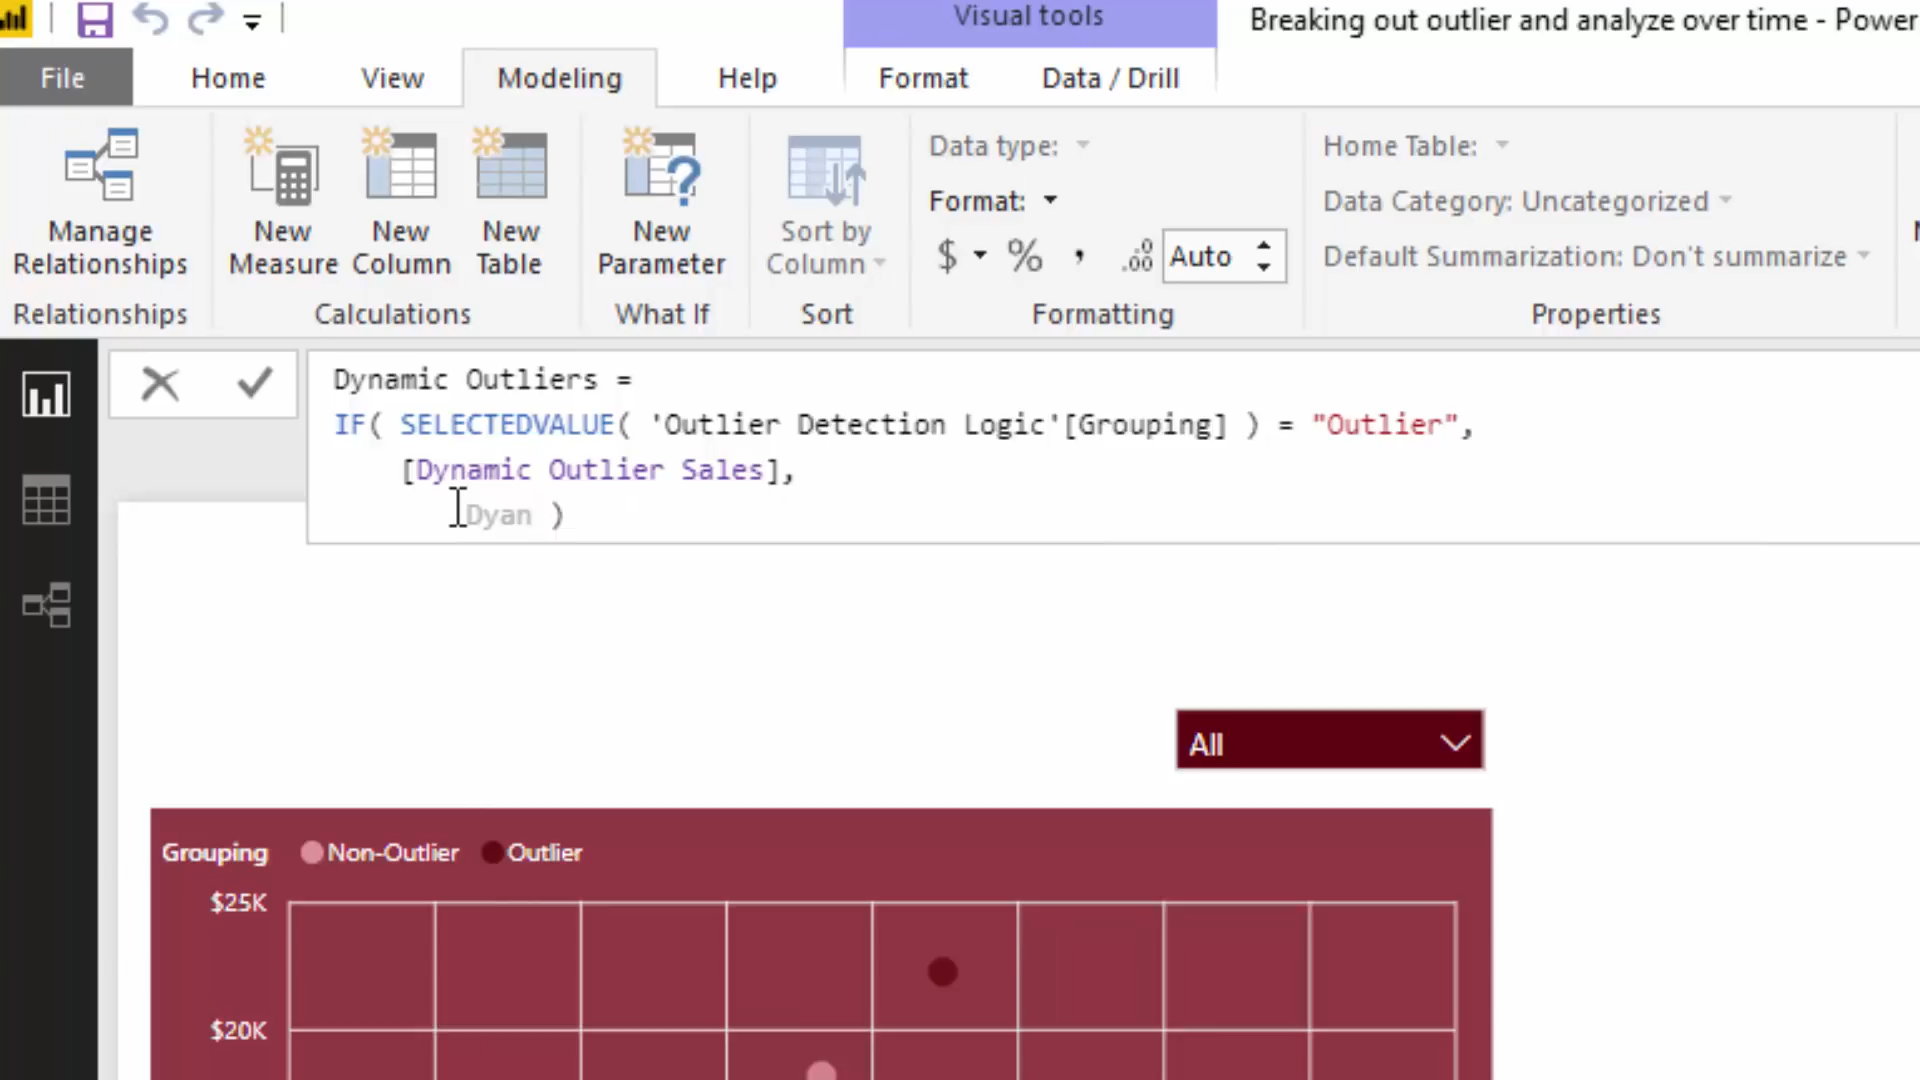 Visual tools
Breaking out outlier and analyze over time - Power
File
Home
View
Modeling
Help
Format
Data / Drill
Manage Relationships
New Measure
New Column
New Table
New Parameter
Sort by Column
Data type:
Format:
$ % , .00 Auto
Home Table:
Data Category: Uncategorized
Default Summarization: Don't summarize
Relationships
Calculations
What If
Sort
Formatting
Properties
Dynamic Outliers =
IF( SELECTEDVALUE( 'Outlier Detection Logic'[Grouping] ) = "Outlier",
[Dynamic Outlier Sales],
Dyan )
All
Grouping
Non-Outlier
Outlier
$25K
$20K